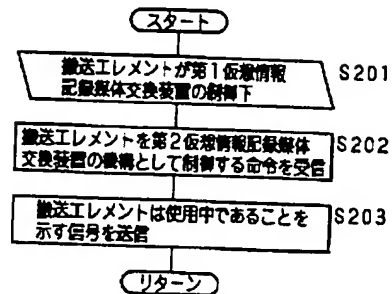 スタート
搬送エレメントが第1仮想情報
記録媒体交換装置の制御下
S201
搬送エレメントを第2仮想情報記録媒体
交換装置の機構として制御する命令を受信
S202
搬送エレメントは使用中であることを
示す信号を送信
S203
リターン